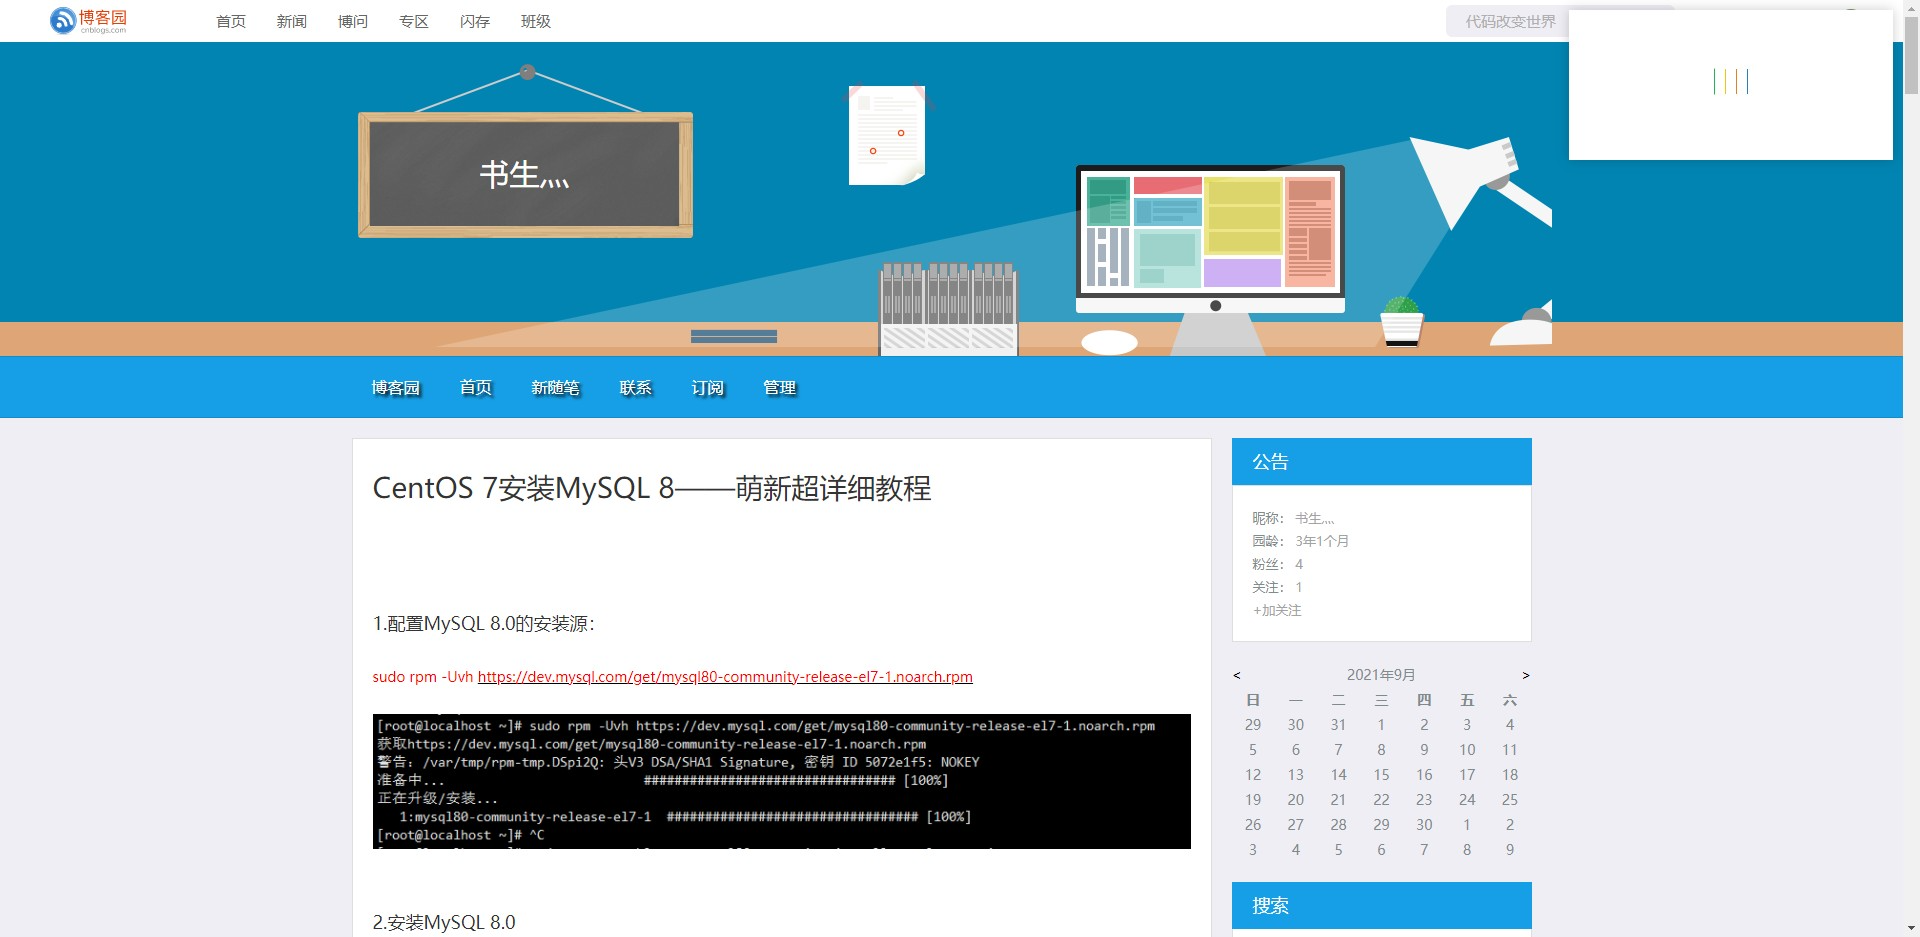 博客园
cnblogs.com
首页 新闻 博问 专区 闪存 班级
代码改变世界
书生灬
博客园 首页 新随笔 联系 订阅 管理
CentOS 7安装MySQL 8——萌新超详细教程
1.配置MySQL 8.0的安装源:
sudo rpm -Uvh https://dev.mysql.com/get/mysql80-community-release-el7-1.noarch.rpm
[root@localhost ~]# sudo rpm -Uvh https://dev.mysql.com/get/mysql80-community-release-el7-1.noarch.rpm
获取https://dev.mysql.com/get/mysql80-community-release-el7-1.noarch.rpm
警告: /var/tmp/rpm-tmp.DSpi2Q: 头V3 DSA/SHA1 Signature, 密钥 ID 5072e1f5: NOKEY
准备中... ################################# [100%]
正在升级/安装...
1:mysql80-community-release-el7-1 ################################# [100%]
[root@localhost ~]# ^C
2.安装MySQL 8.0
公告
昵称: 书生灬
园龄: 3年1个月
粉丝: 4
关注: 1
+加关注
< 2021年9月 >
日 一 二 三 四 五 六
29 30 31 1 2 3 4
5 6 7 8 9 10 11
12 13 14 15 16 17 18
19 20 21 22 23 24 25
26 27 28 29 30 1 2
3 4 5 6 7 8 9
搜索